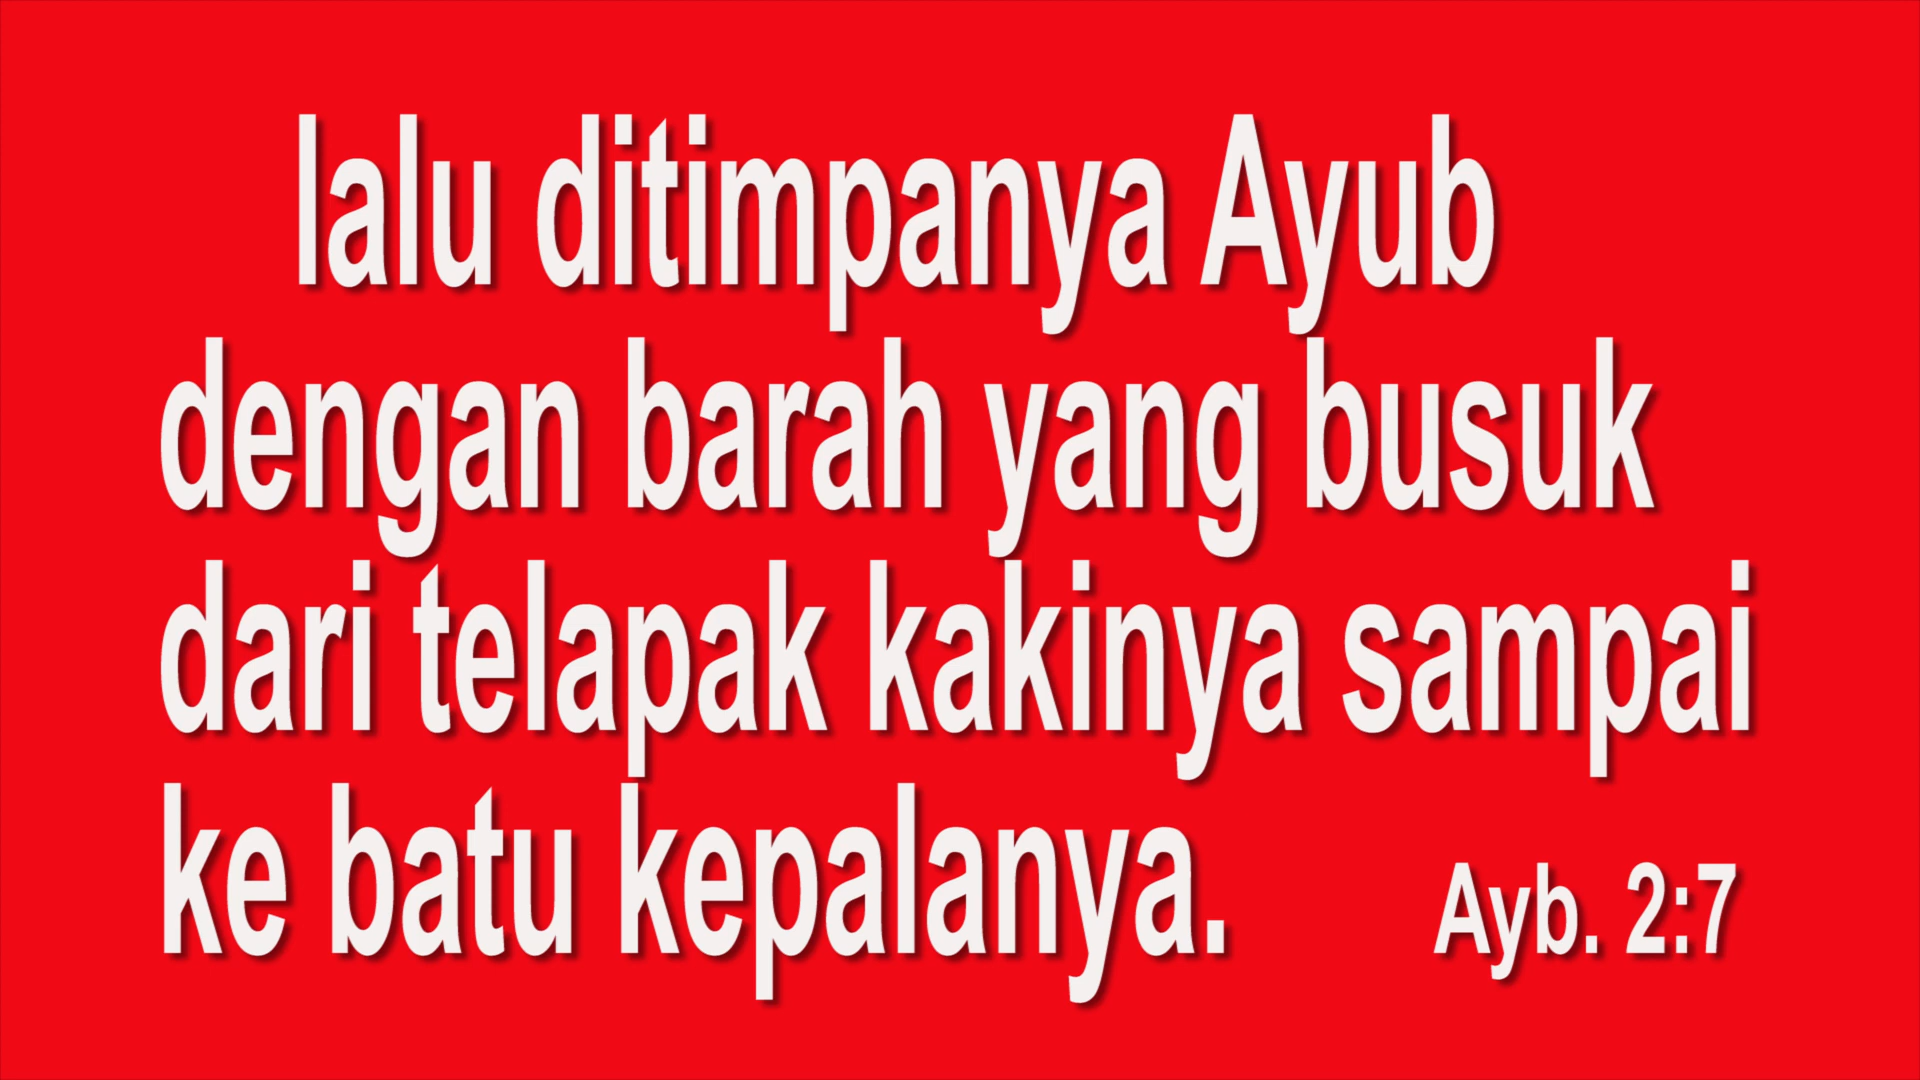 lalu ditimpanya Ayub
dengan barah yang busuk
dari telapak kakinya sampai
ke batu kepalanya.
Ayb. 2:7